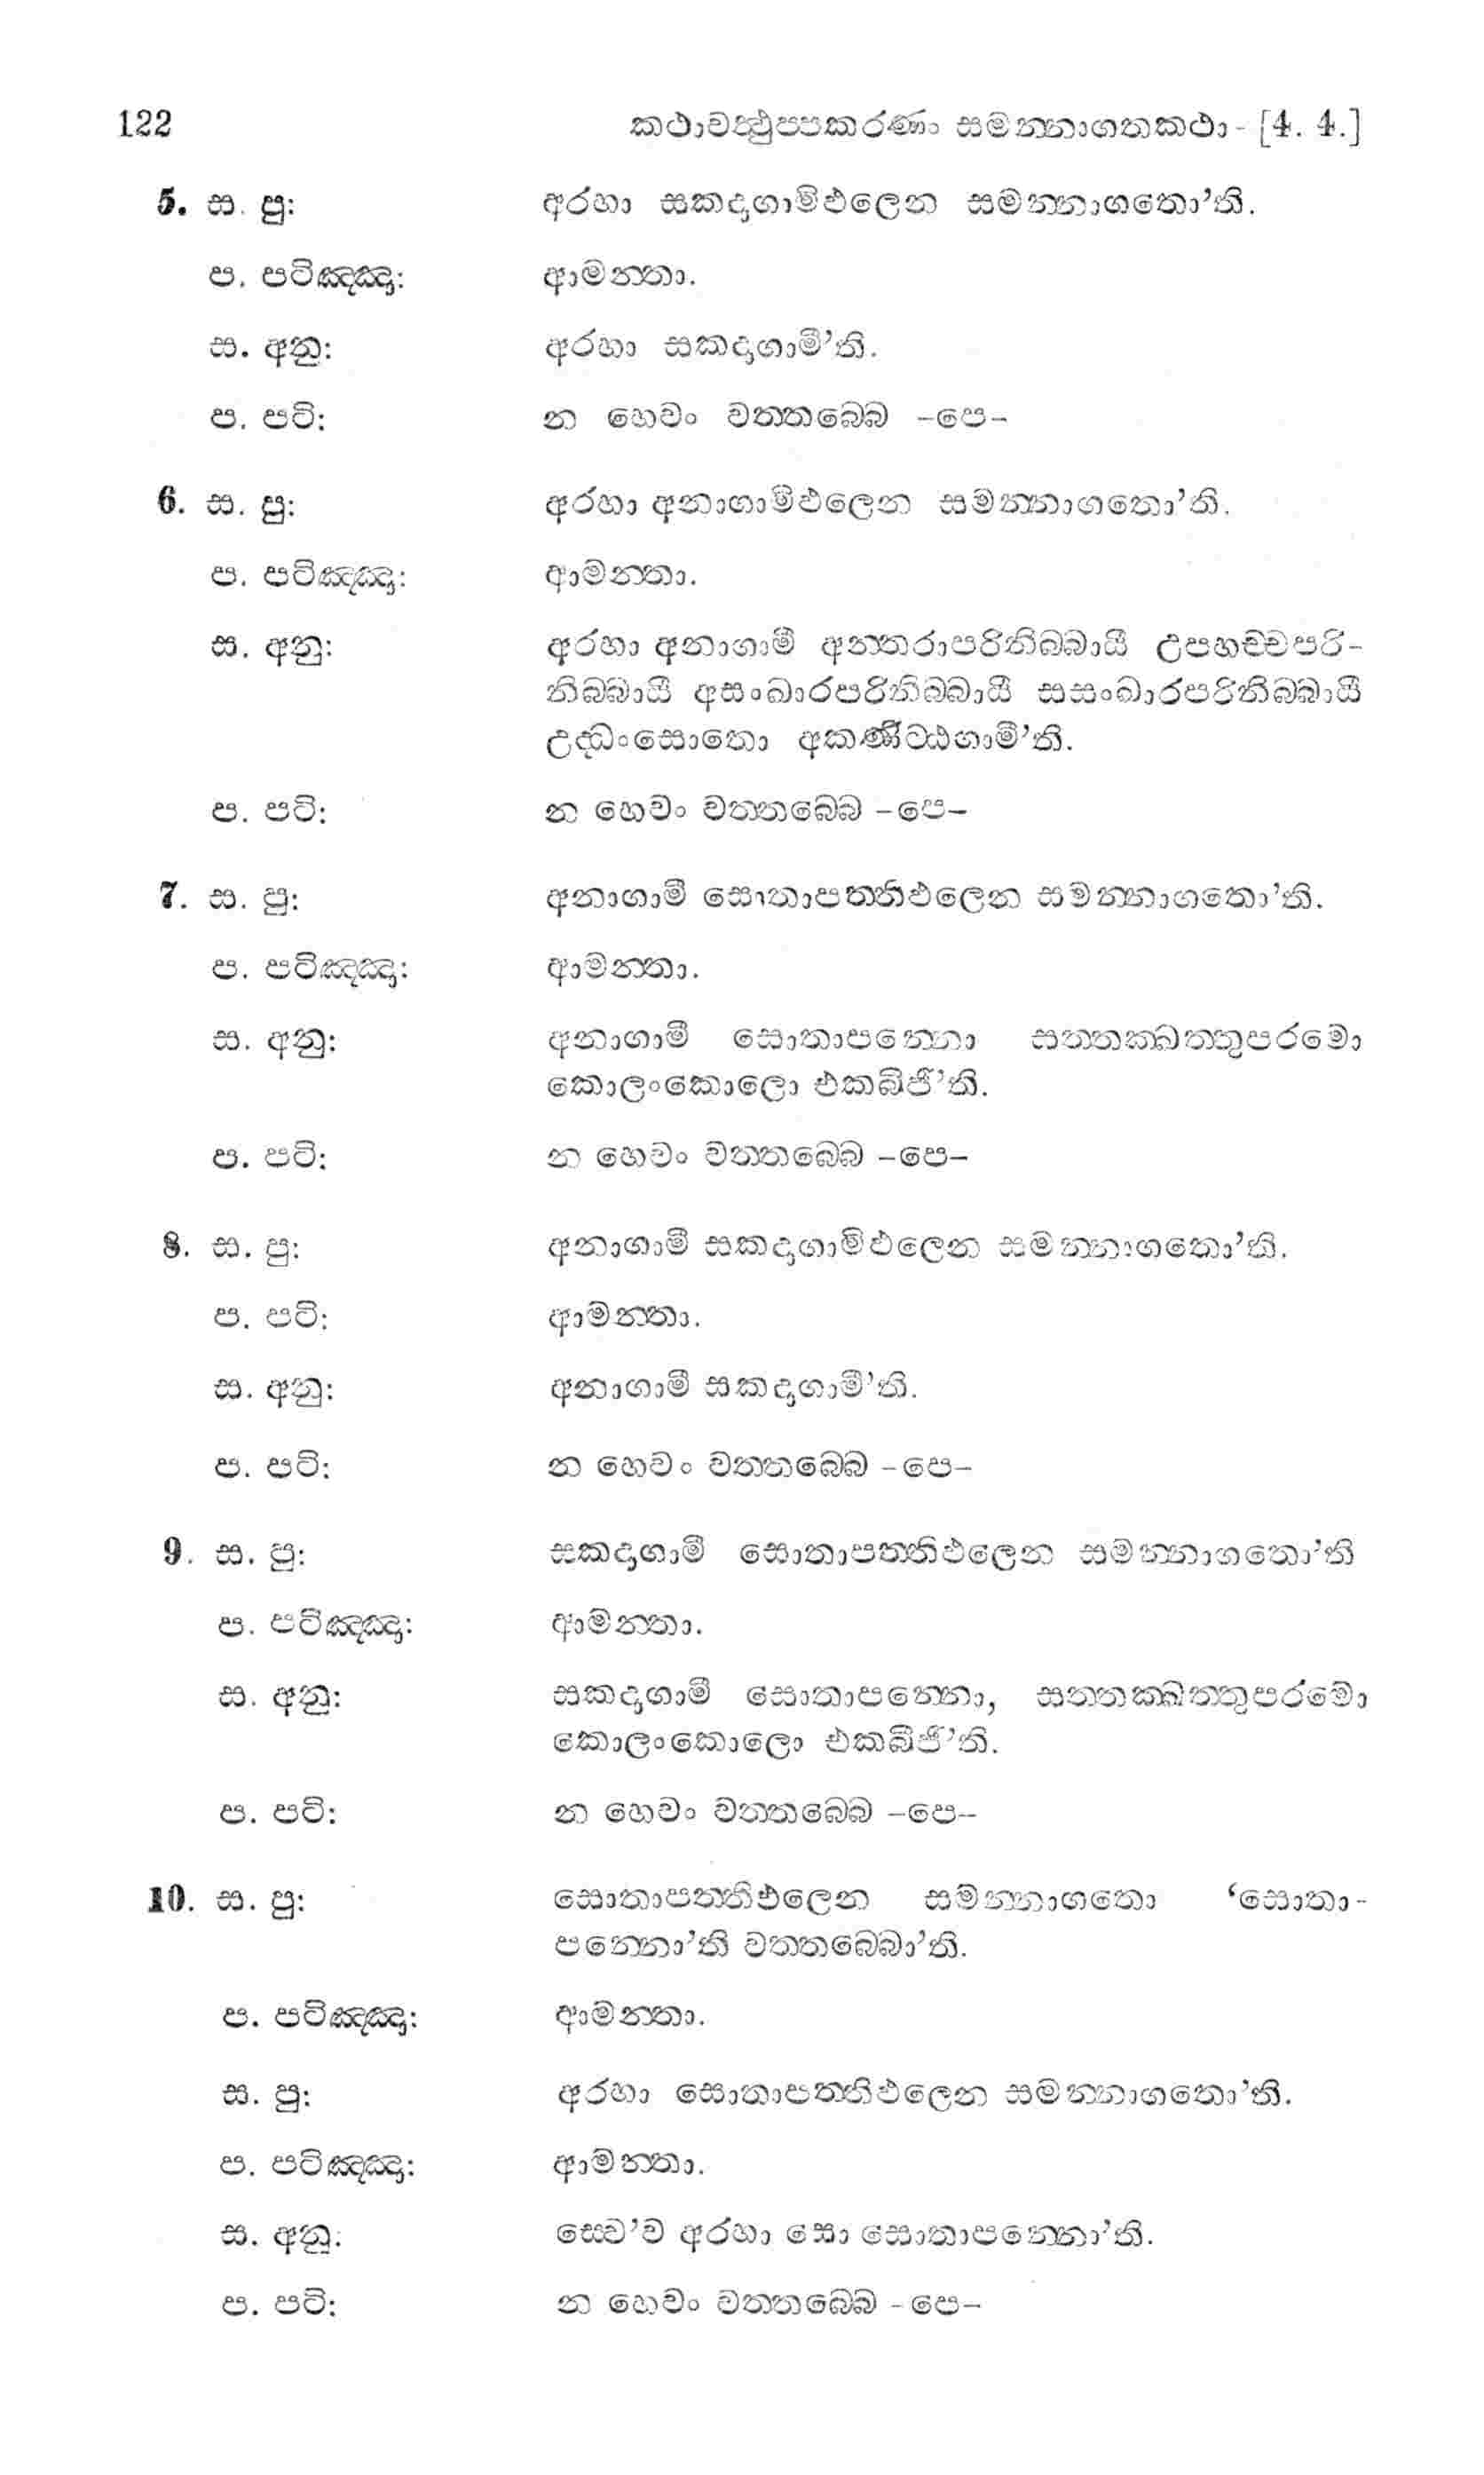 122 කථාවත්‍ථුප්පකරණං සමන්නාගතකථා - [4. 4.]
5. ස. පු: අරහා සකදාගාමිඵලෙන සමන්නාගතො’ති.
ප. පටිඤ්ඤා: ආමන්තා.
ස. අනු: අරහා සකදාගාමී’ති.
ප. පටි: න හෙවං වත්තබ්බෙ -පෙ-
6. ස. පු: අරහා අනාගාමිඵලෙන සමන්නාගතො’ති.
ප. පටිඤ්ඤා: ආමන්තා.
ස. අනු: අරහා අනාගාමී අන්තරාපරිනිබ්බායී උපහච්චපරි-
නිබ්බායී අසංඛාරපරිනිබ්බායී සසංඛාරපරිනිබ්බායී
උද්ධංසොතො අකණිට්ඨගාමී’ති.
ප. පටි: න හෙවං වත්තබ්බෙ -පෙ-
7. ස. පු: අනාගාමී සොතාපත්තිඵලෙන සමන්නාගතො’ති.
ප. පටිඤ්ඤා: ආමන්තා.
ස. අනු: අනාගාමී සොතාපන්නො සත්තක්ඛත්තුපරමො
කොලංකොලො එකබීජී’ති.
ප. පටි: න හෙවං වත්තබ්බෙ -පෙ-
8. ස. පු: අනාගාමී සකදාගාමිඵලෙන සමන්නාගතො’ති.
ප. පටි: ආමන්තා.
ස. අනු: අනාගාමී සකදාගාමී’ති.
ප. පටි: න හෙවං වත්තබ්බෙ -පෙ-
9. ස. පු: සකදාගාමී සොතාපත්තිඵලෙන සමන්නාගතො’ති
ප. පටිඤ්ඤා: ආමන්තා.
ස. අනු: සකදාගාමී සොතාපන්නො, සත්තක්ඛත්තුපරමො
කොලංකොලො එකබීජී’ති.
ප. පටි: න හෙවං වත්තබ්බෙ -පෙ-
10. ස. පු: සොතාපත්තිඵලෙන සමන්නාගතො ‘සොතා-
පන්නො’ති වත්තබ්බො’ති.
ප. පටිඤ්ඤා: ආමන්තා.
ස. පු: අරහා සොතාපත්තිඵලෙන සමන්නාගතො’ති.
ප. පටිඤ්ඤා: ආමන්තා.
ස. අනු: ස්වෙ’ව අරහා සො සොතාපන්නො’ති.
ප. පටි: න හෙවං වත්තබ්බෙ -පෙ-